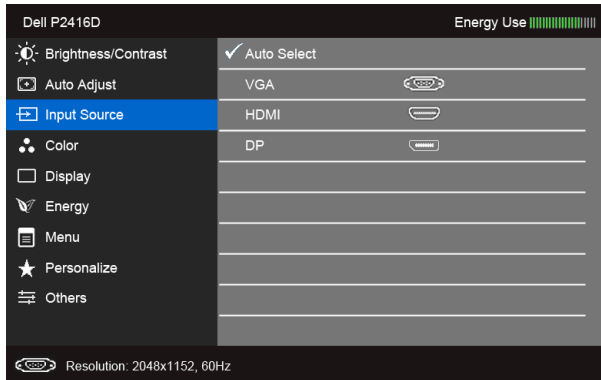 Dell P2416D Energy Use
Brightness/Contrast Auto Select
Auto Adjust VGA
Input Source HDMI
Color DP
Display
Energy
Menu
Personalize
Others
Resolution: 2048x1152, 60Hz